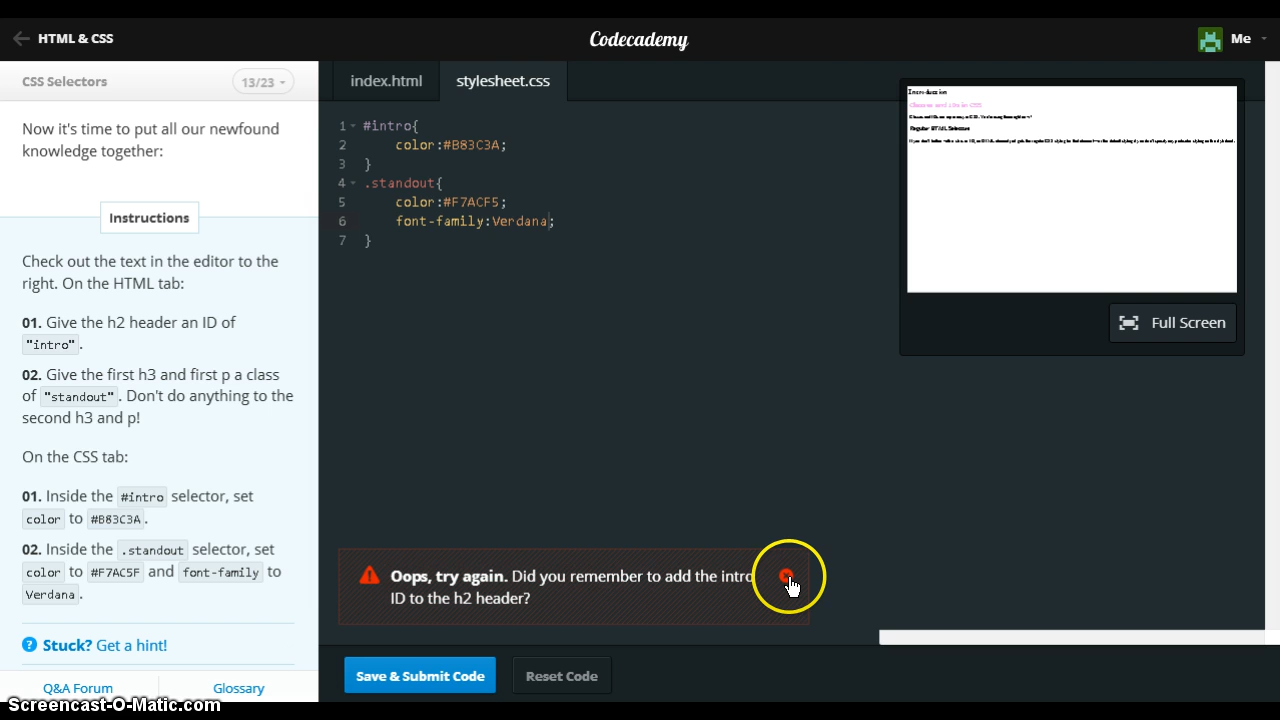 HTML & CSS
Codecademy
Me
CSS Selectors
13/23
index.html
stylesheet.css
Now it's time to put all our newfound
knowledge together:
Instructions
Check out the text in the editor to the
right. On the HTML tab:
01. Give the h2 header an ID of
"intro".
02. Give the first h3 and first p a class
of "standout". Don't do anything to the
second h3 and p!
On the CSS tab:
01. Inside the #intro selector, set
color to #B83C3A.
02. Inside the .standout selector, set
color to #F7AC5F and font-family to
Verdana.
? Stuck? Get a hint!
Q&A Forum
Glossary
1 #intro{
2 color:#B83C3A;
3 }
4 .standout{
5 color:#F7ACF5;
6 font-family:Verdana;
7 }
Introduction
Regular HTML Selectors
Full Screen
Oops, try again. Did you remember to add the intro
ID to the h2 header?
Save & Submit Code
Reset Code
Screencast-O-Matic.com